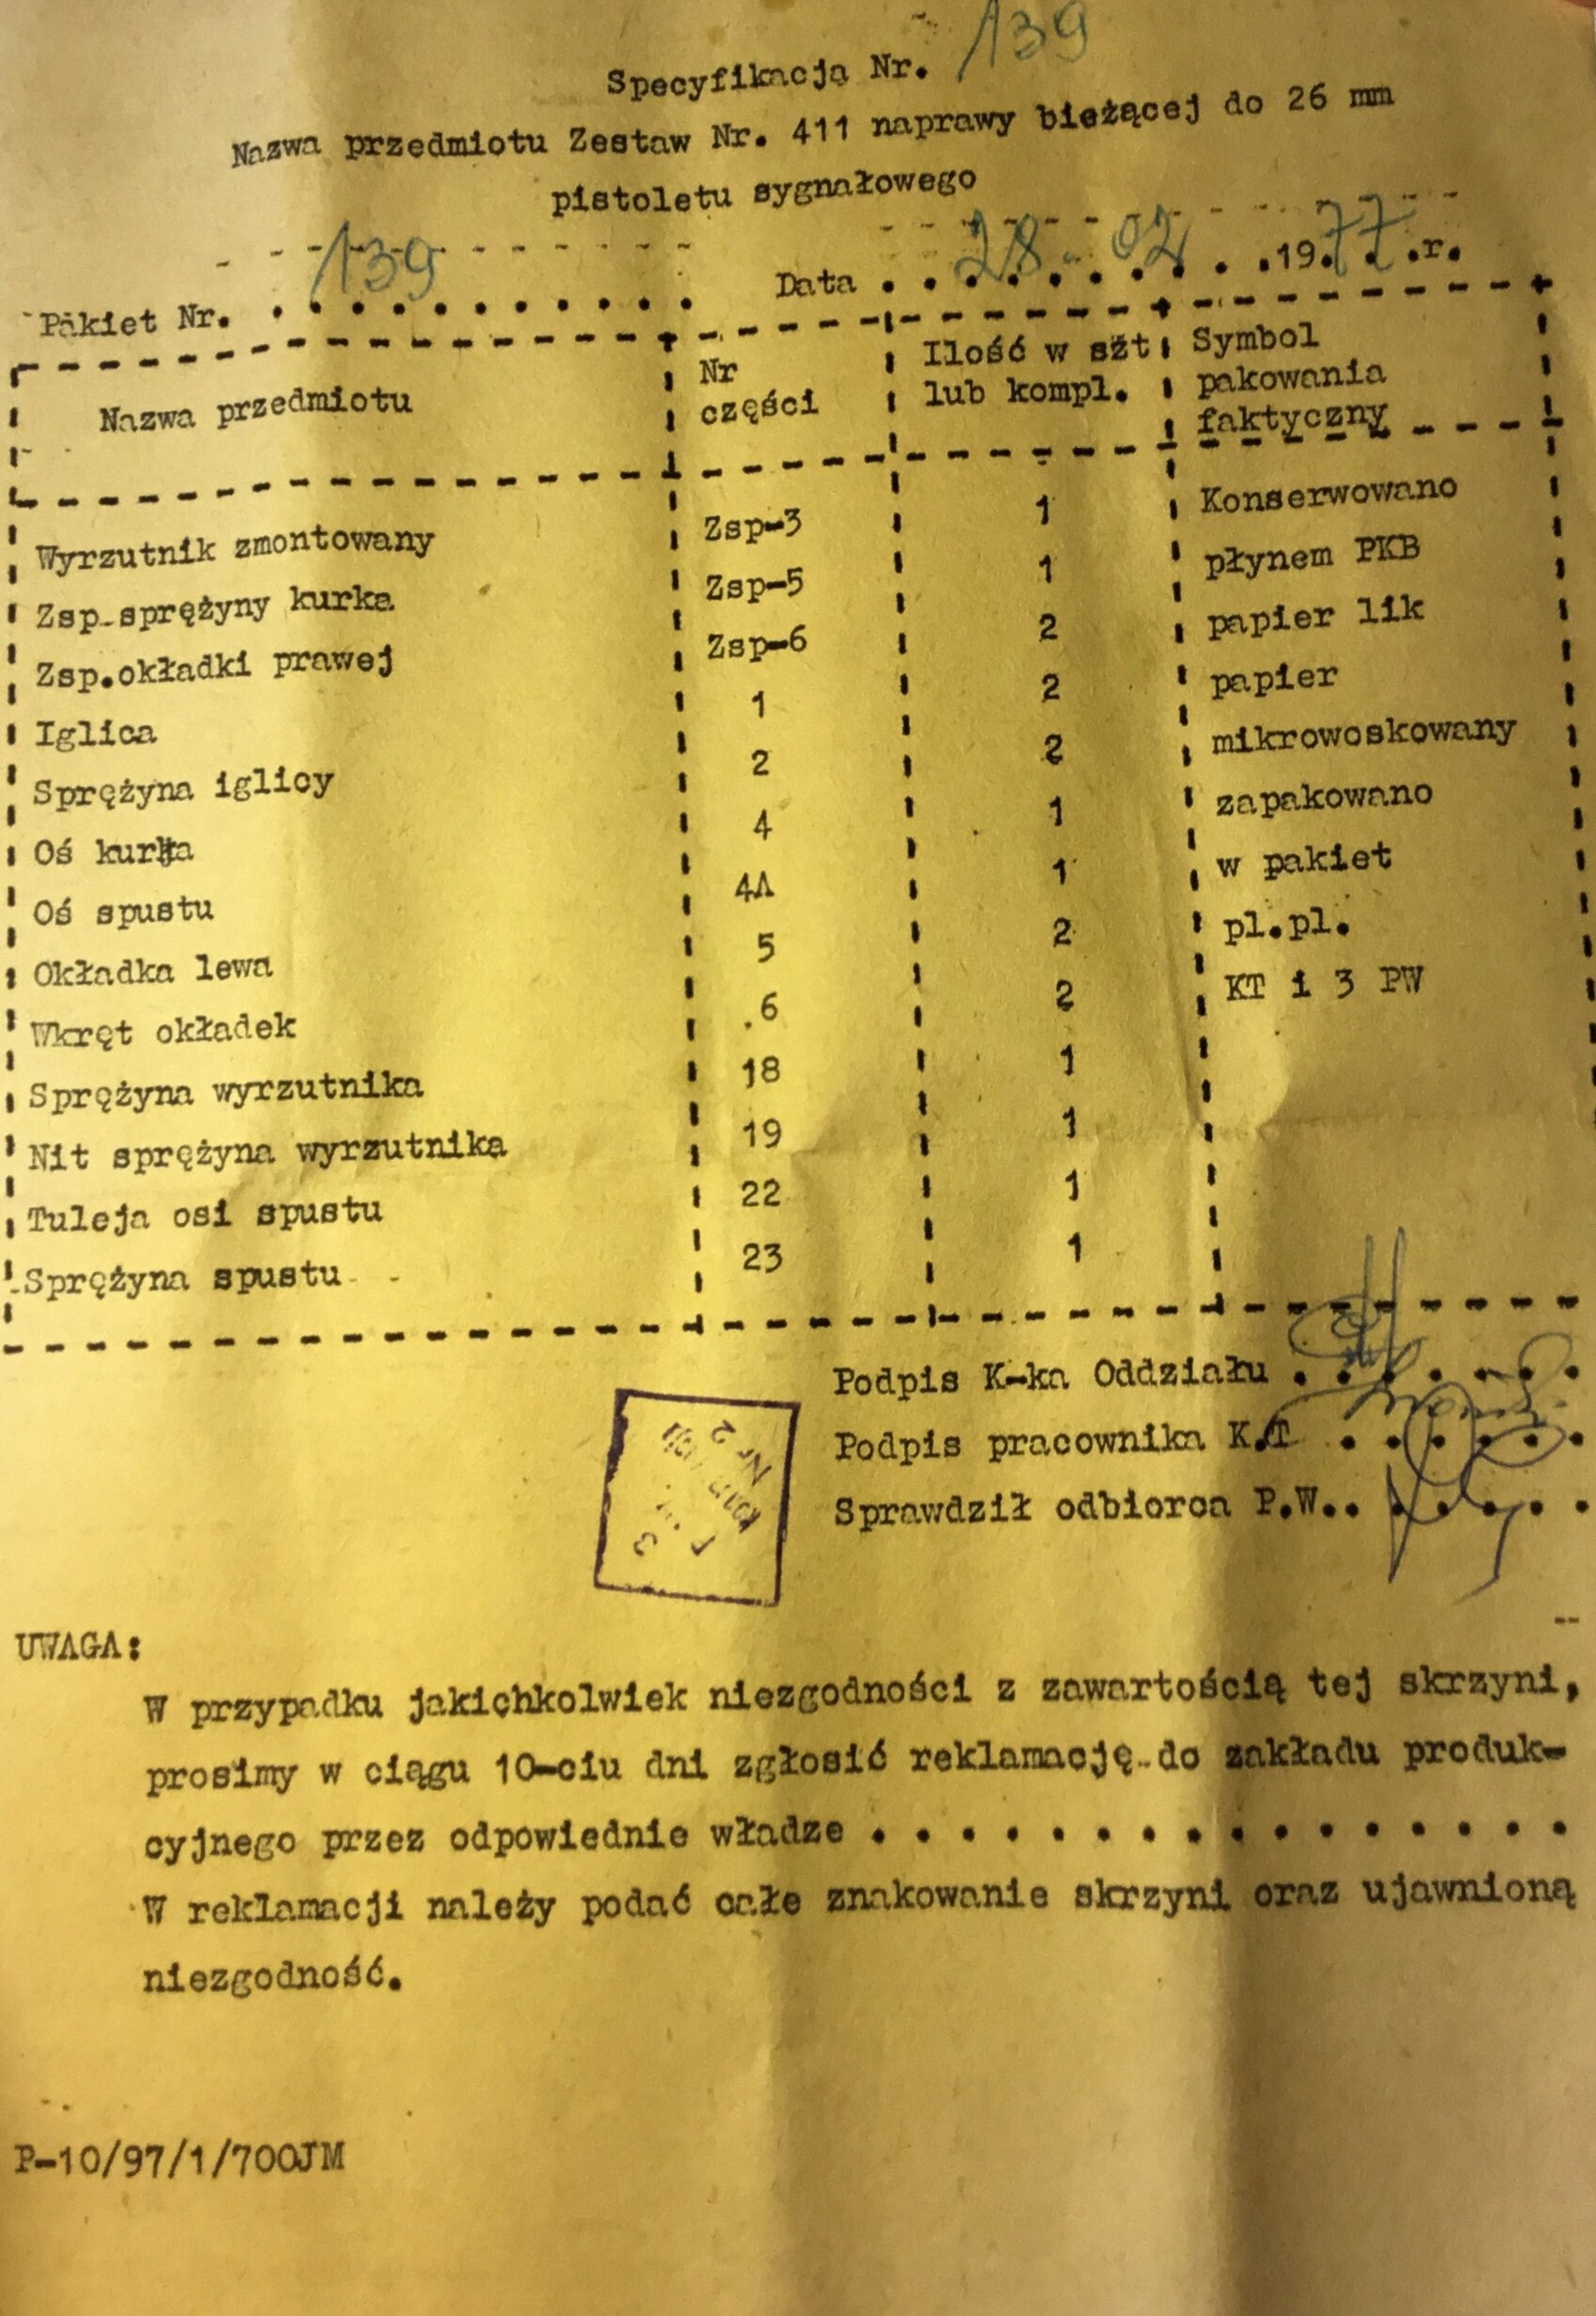 Specyfikacja Nr. 139
Nazwa przedmiotu Zestaw Nr. 411 naprawy bieżącej do 26 mm
pistoletu sygnałowego
Pakiet Nr. 139 Data 28-02 1977.r.
Nazwa przedmiotu | Nr części | Ilość w szt lub kompl. | Symbol pakowania faktyczny
Wyrzutnik zmontowany Zsp-3 1 Konserwowano
Zsp.sprężyny kurka Zsp-5 1 płynem PKB
Zsp.okładki prawej Zsp-6 2 papier lik
Iglica 1 2 papier
Sprężyna iglicy 2 2 mikrowoskowany
Oś kurka 4 1 zapakowano
Oś spustu 4A 1 w pakiet
Okładka lewa 5 2 pl.pl.
Wkręt okładek 6 2 KT i 3 PW
Sprężyna wyrzutnika 18 1
Nit sprężyna wyrzutnika 19 1
Tuleja osi spustu 22 1
Sprężyna spustu 23 1
Podpis K-ka Oddziału . . . . . . .
Podpis pracownika K.T . . . . . .
Sprawdził odbiorca P.W.. . . . . .
Nr 2
UWAGA:
W przypadku jakichkolwiek niezgodności z zawartością tej skrzyni,
prosimy w ciągu 10-ciu dni zgłosić reklamację do zakładu produk-
cyjnego przez odpowiednie władze . . . . . . . . . . . . . . . .
W reklamacji należy podać całe znakowanie skrzyni oraz ujawnioną
niezgodność.
P-10/97/1/700JM